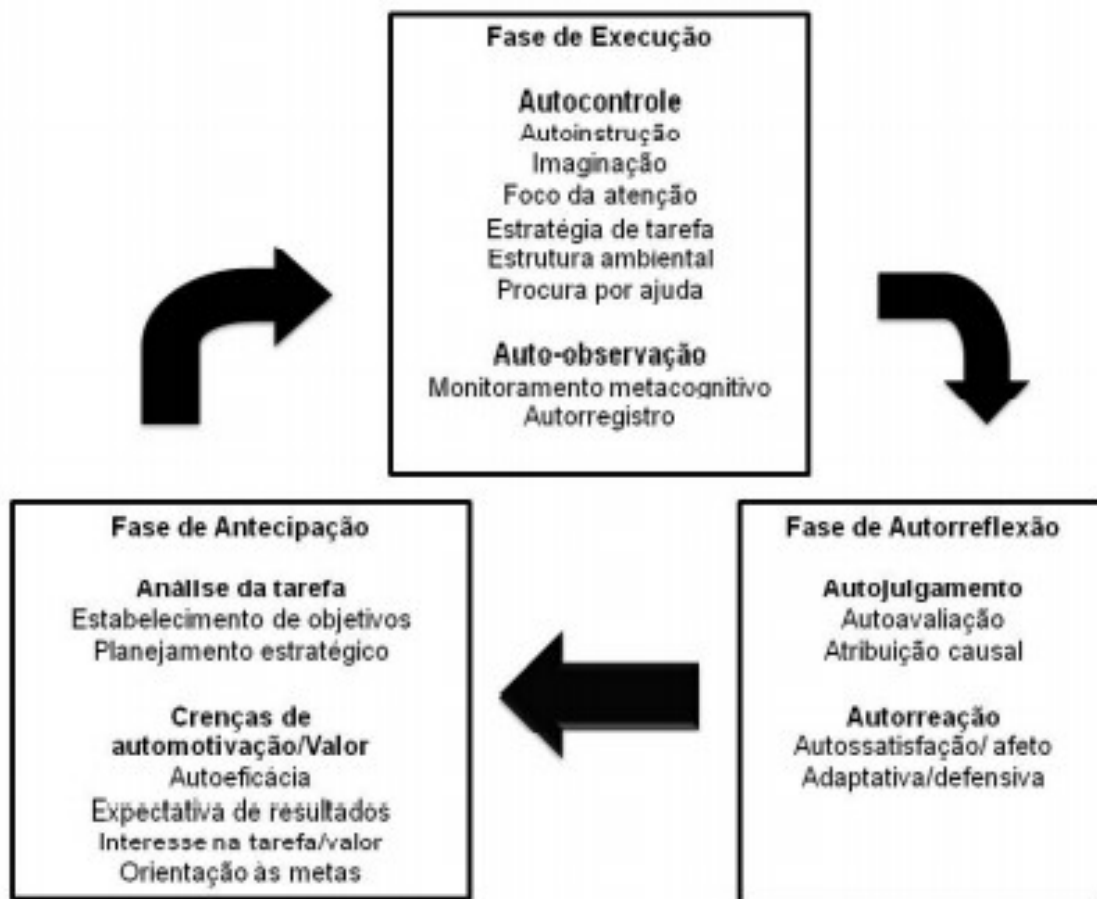 Fase de Execução
Autocontrole
Autoinstrução
Imaginação
Foco da atenção
Estratégia de tarefa
Estrutura ambiental
Procura por ajuda
Auto-observação
Monitoramento metacognitivo
Autorregistro
Fase de Antecipação
Análise da tarefa
Estabelecimento de objetivos
Planejamento estratégico
Crenças de
automotivação/Valor
Autoeficácia
Expectativa de resultados
Interesse na tarefa/valor
Orientação às metas
Fase de Autorreflexão
Autojulgamento
Autoavaliação
Atribuição causal
Autorreação
Autossatisfação/ afeto
Adaptativa/defensiva